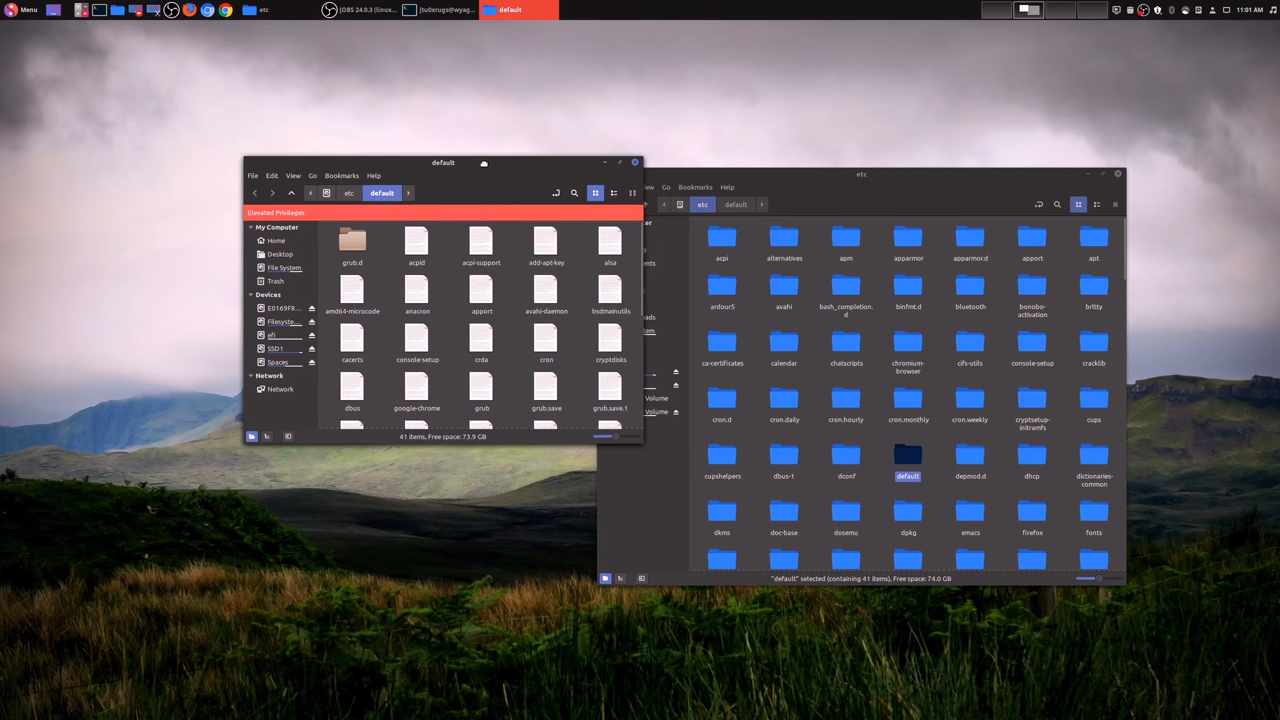 Menu
etc
[OBS 24.0.3 (linux...
[tu0xrugs@wyag...
default
11:01 AM
default
File Edit View Go Bookmarks Help
etc default
Elevated Privileges
My Computer
Home
Desktop
File System
Trash
Devices
E0169F8...
Filesyste...
efi
SSD1
Spaces
Network
Network
grub.d acpid acpi-support add-apt-key alsa
amd64-microcode anacron apport avahi-daemon bsdmainutils
cacerts console-setup crda cron cryptdisks
dbus google-chrome grub grub.save grub.save.1
41 items, Free space: 73.9 GB
etc
Go Bookmarks Help
etc default
Volume
Volume
acpi alternatives apm apparmor apparmor.d apport apt
ardour5 avahi bash_completion.d binfmt.d bluetooth bonobo-activation brltty
ca-certificates calendar chatscripts chromium-browser cifs-utils console-setup cracklib
cron.d cron.daily cron.hourly cron.monthly cron.weekly cryptsetup-initramfs cups
cupshelpers dbus-1 dconf default depmod.d dhcp dictionaries-common
dkms doc-base dosemu dpkg emacs firefox fonts
"default" selected (containing 41 items), Free space: 74.0 GB